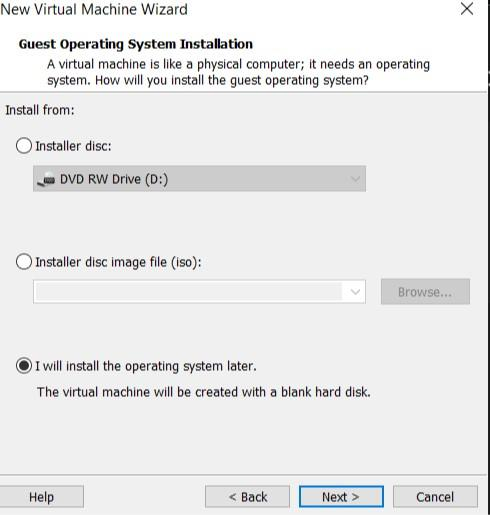 New Virtual Machine Wizard
Guest Operating System Installation
A virtual machine is like a physical computer; it needs an operating
system. How will you install the guest operating system?
Install from:
Installer disc:
DVD RW Drive (D:)
Installer disc image file (iso):
Browse...
I will install the operating system later.
The virtual machine will be created with a blank hard disk.
Help
< Back
Next >
Cancel